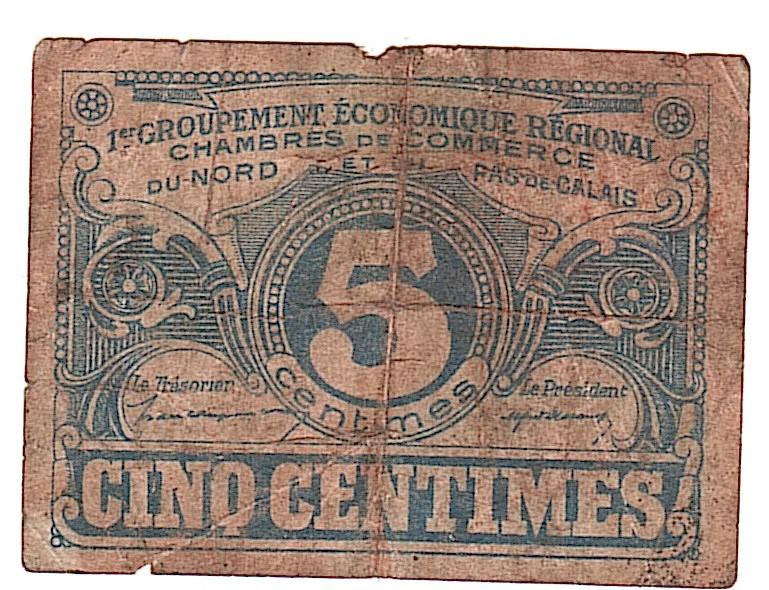 1er GROUPEMENT ÉCONOMIQUE RÉGIONAL
CHAMBRES DE COMMERCE
DU-NORD ET DU PAS-DE-CALAIS
5
centimes
Le Trésorier
Le Président
CINQ CENTIMES